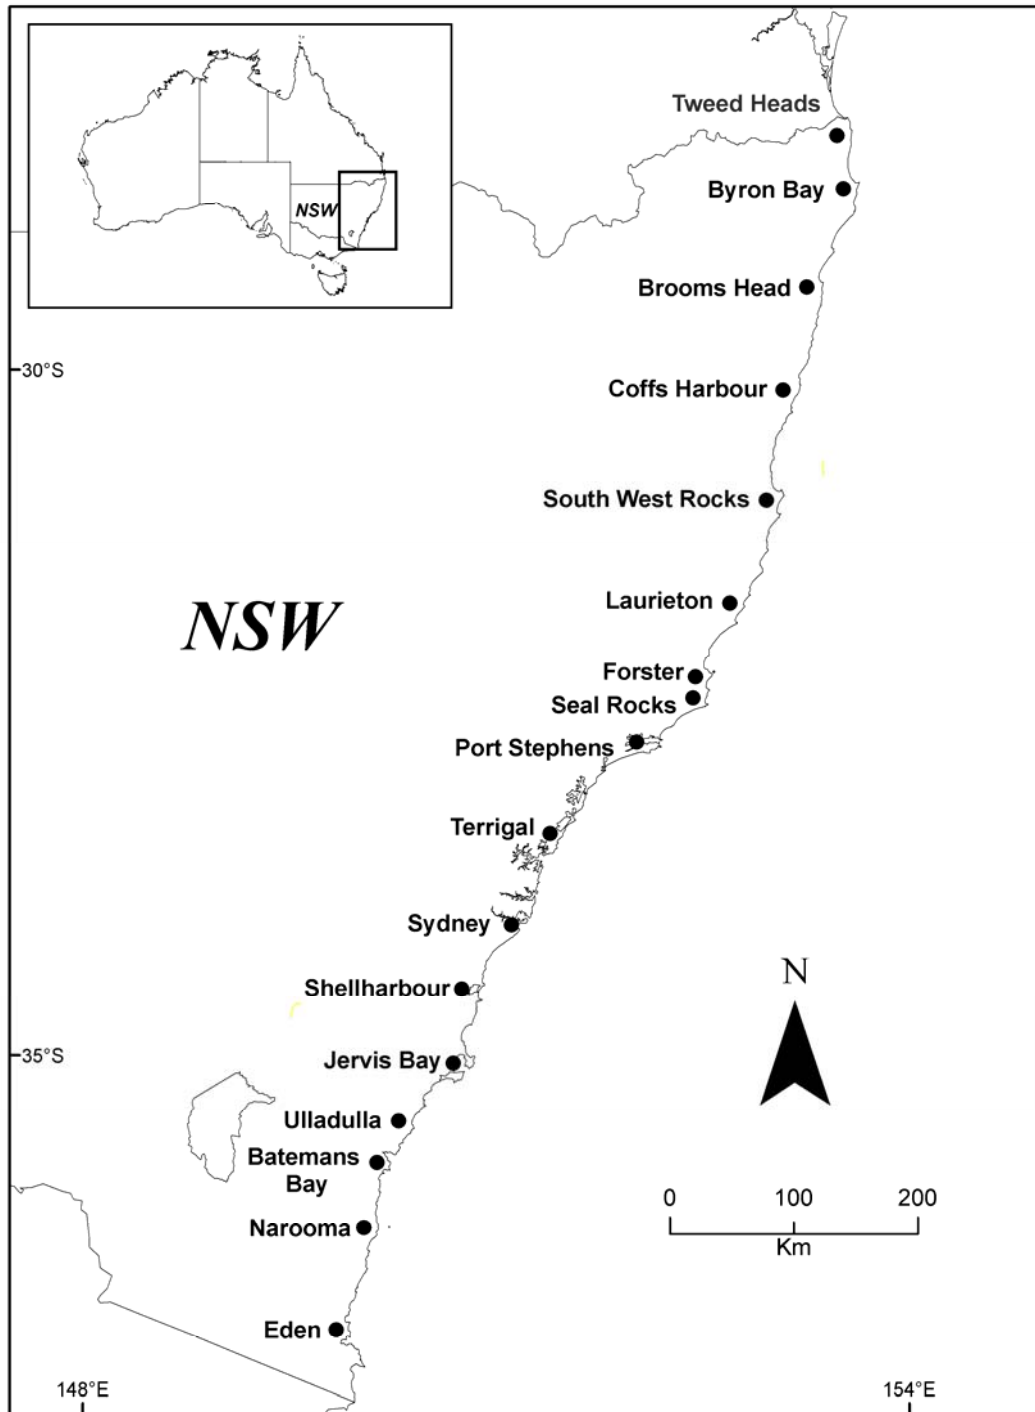 Tweed Heads
NSW
Byron Bay
Brooms Head
30°S
Coffs Harbour
South West Rocks
Laurieton
NSW
Forster
Seal Rocks
Port Stephens
Terrigal
Sydney
N
Shellharbour
35°S
Jervis Bay
Ulladulla
Batemans
Bay
0 100 200
Narooma
Km
Eden
148°E
154°E